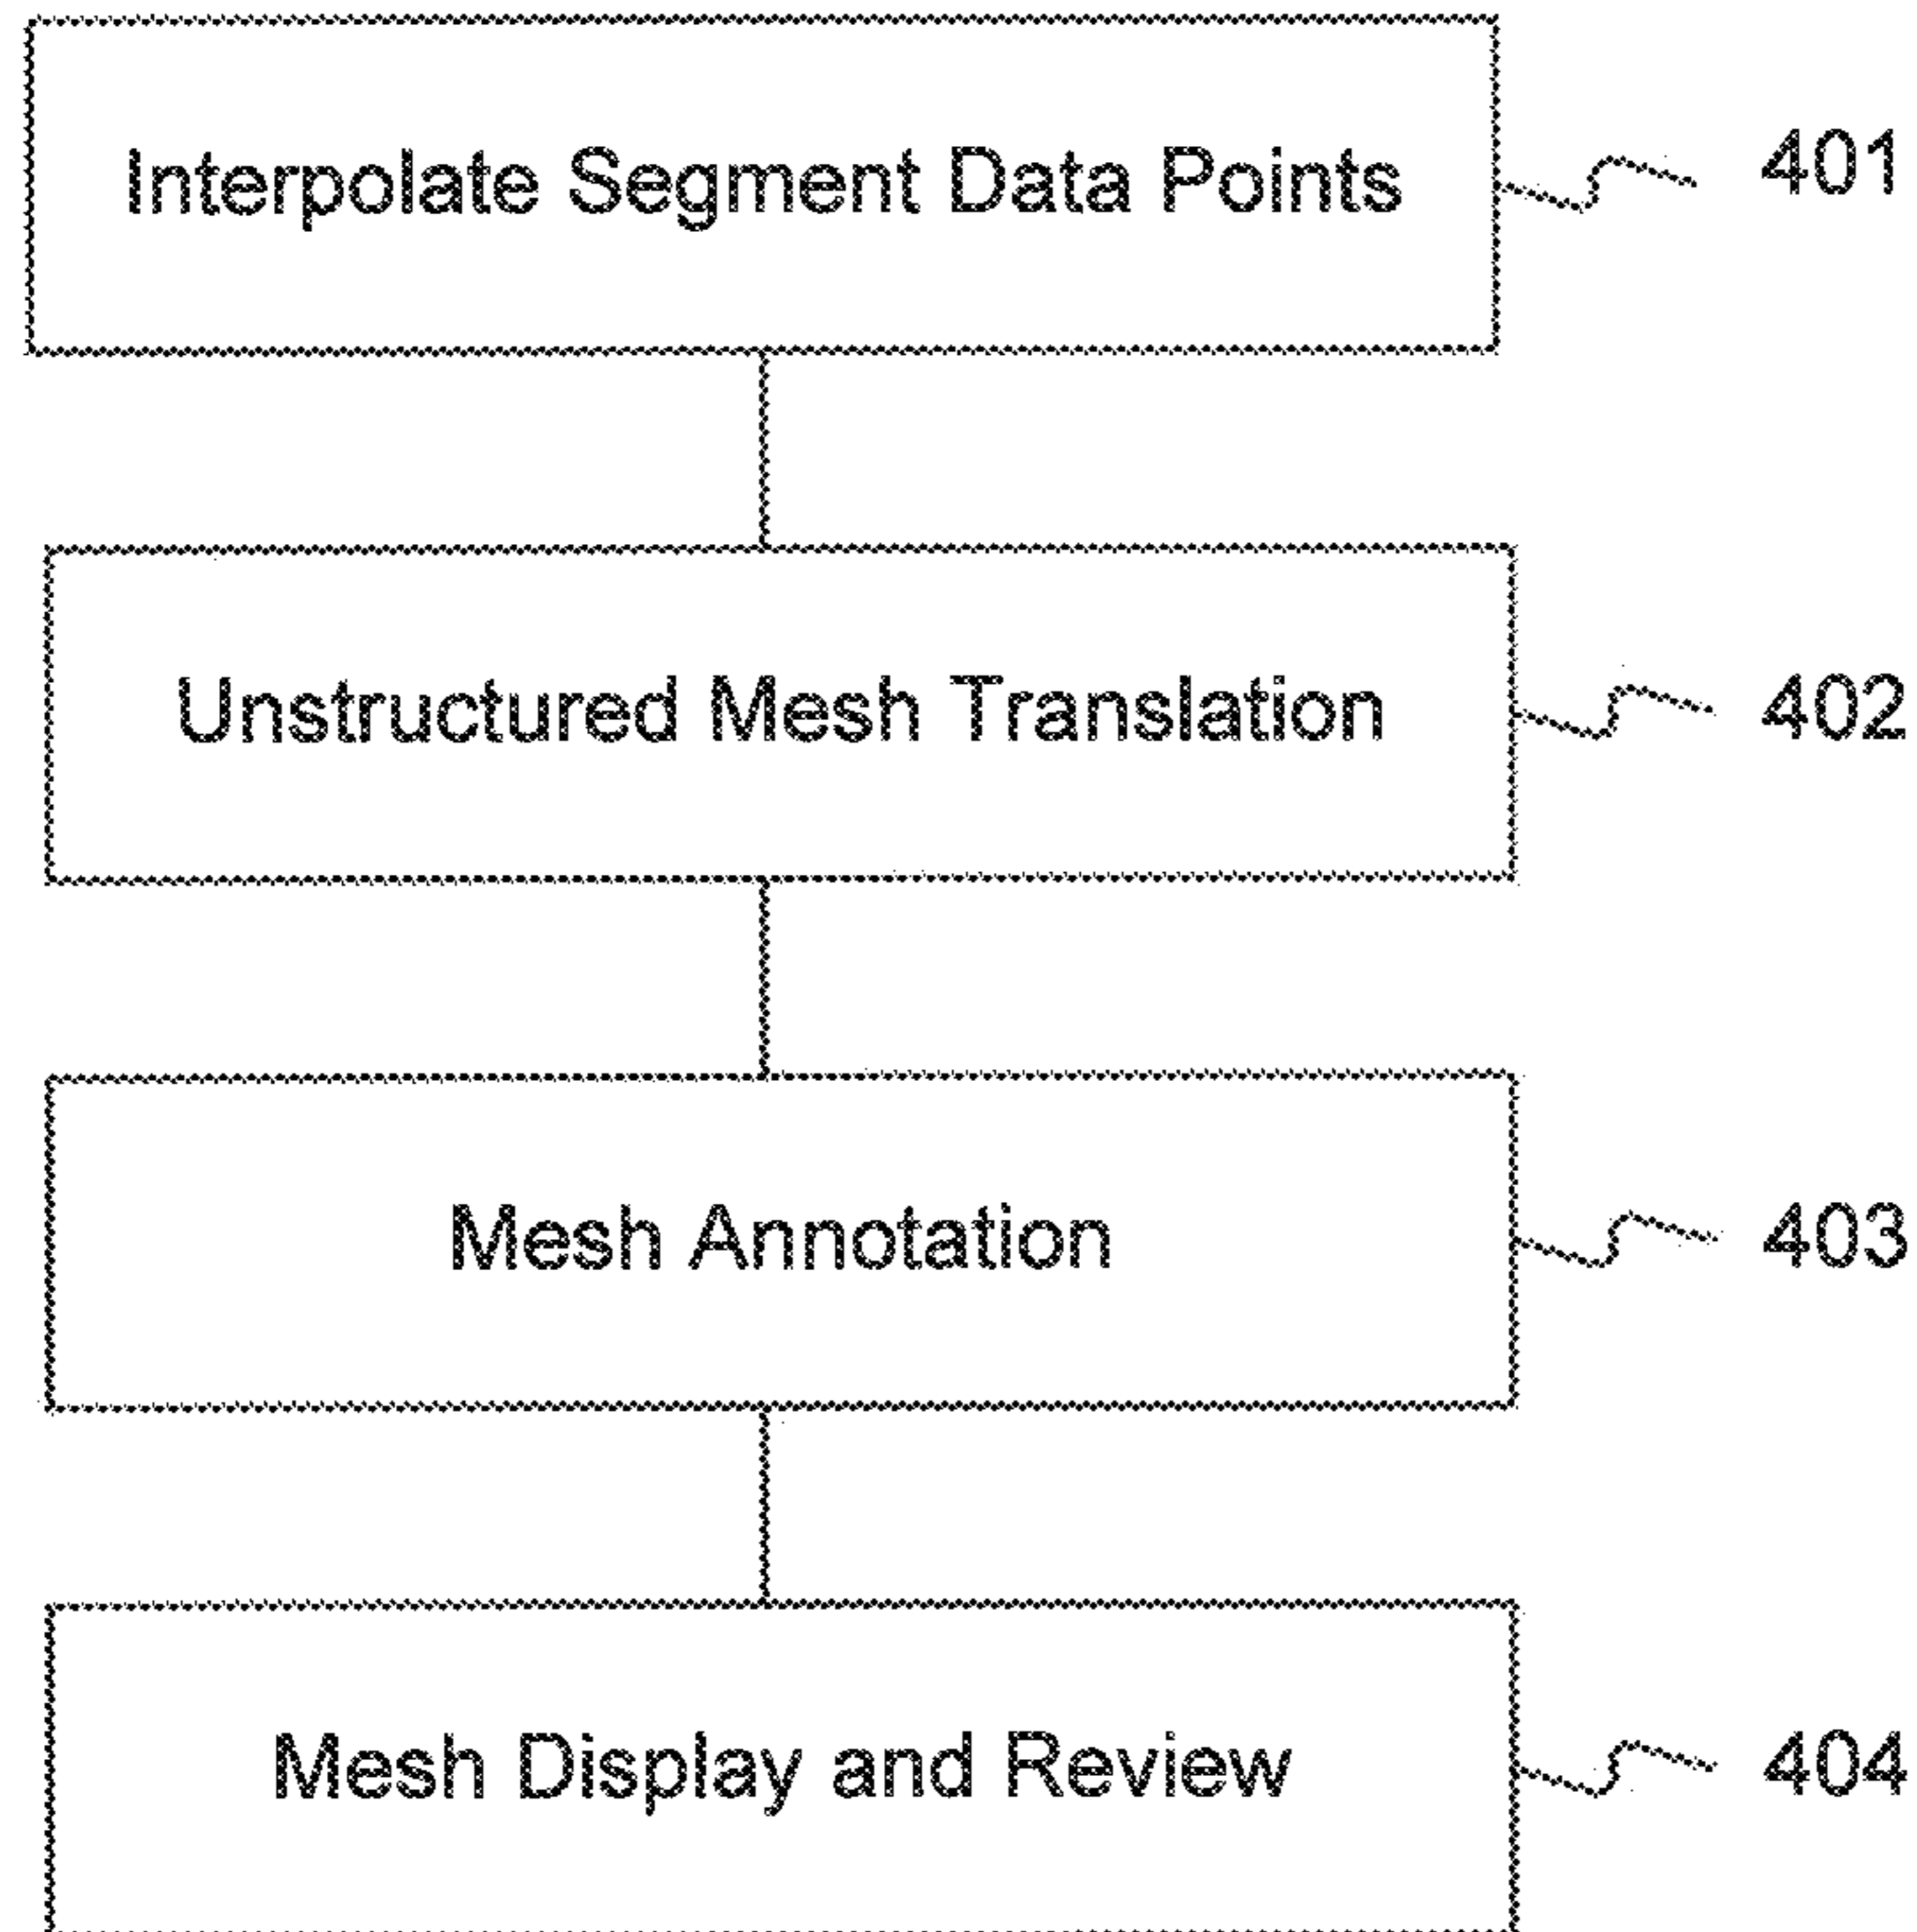 Interpolate Segment Data Points 401
Unstructured Mesh Translation 402
Mesh Annotation 403
Mesh Display and Review 404